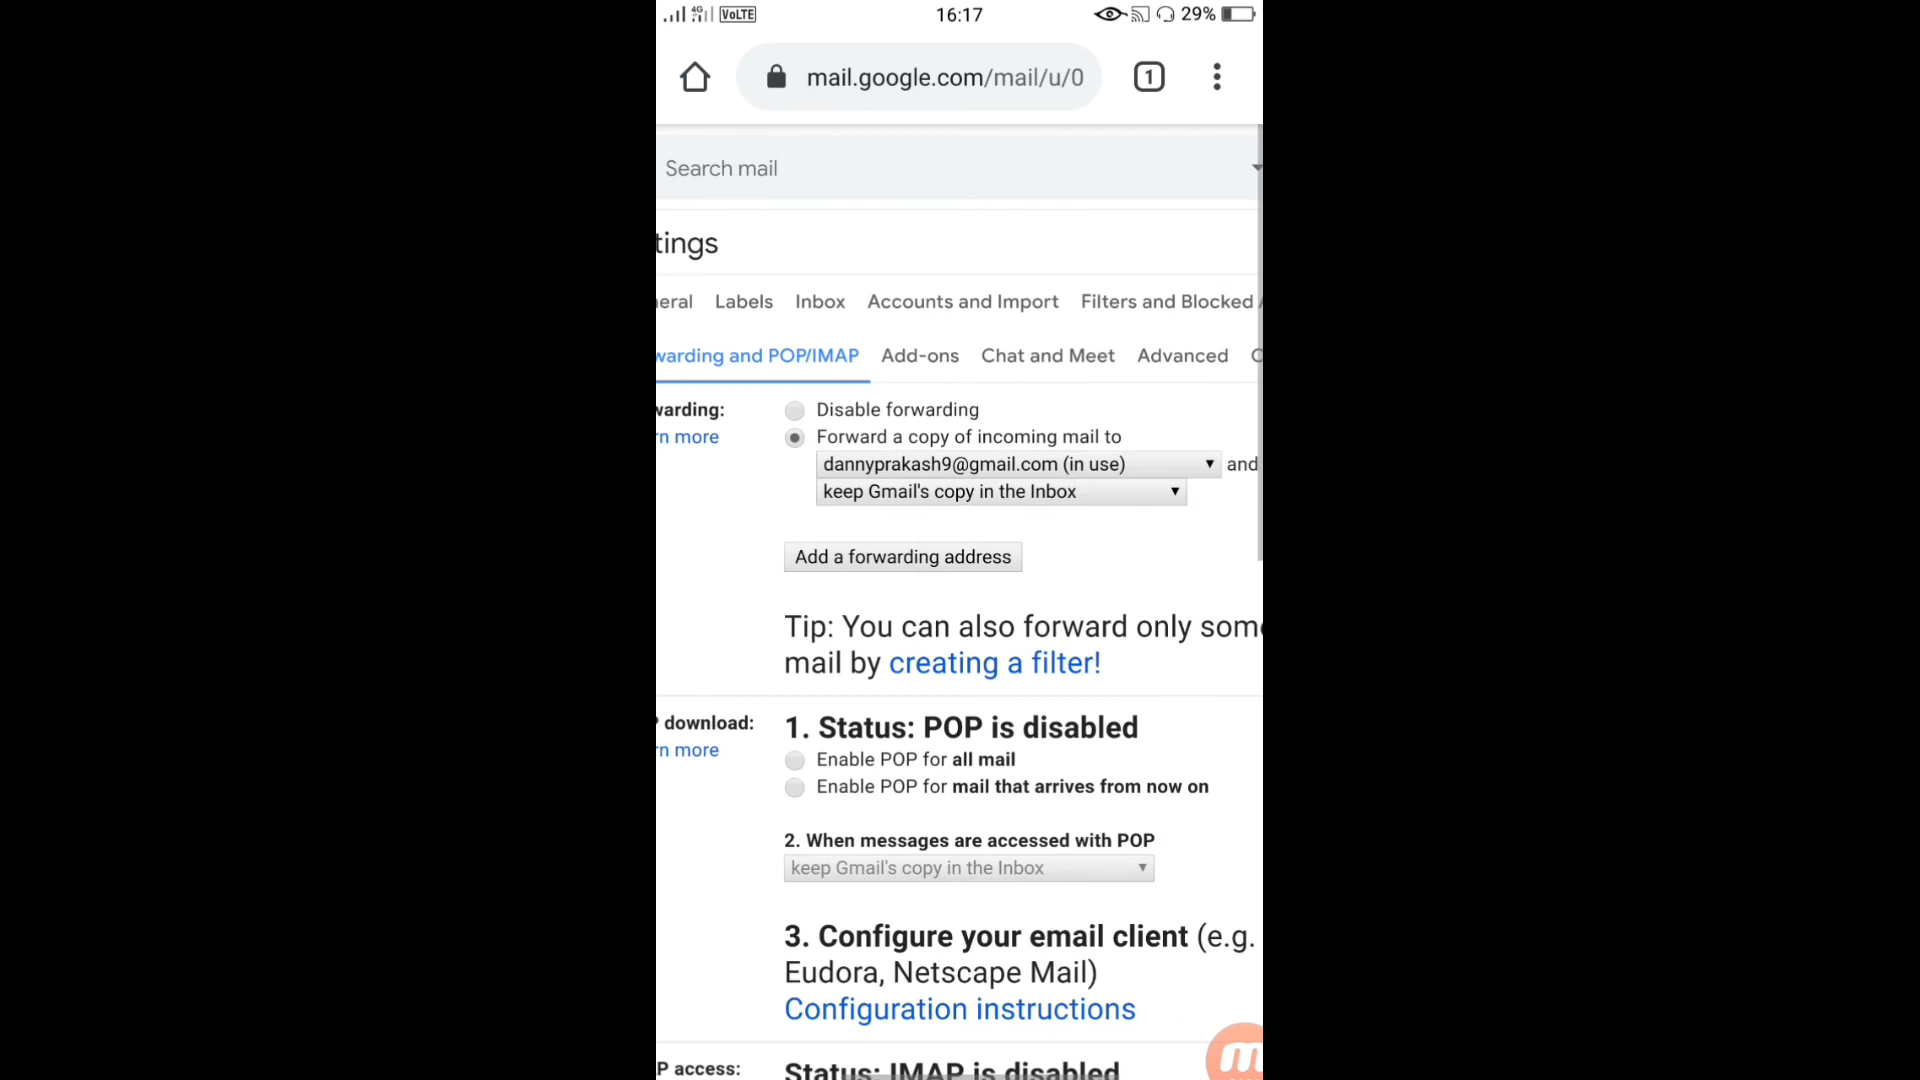 4G VoLTE 16:17 29%
mail.google.com/mail/u/0 1
Search mail
tings
neral Labels Inbox Accounts and Import Filters and Blocked A
warding and POP/IMAP Add-ons Chat and Meet Advanced O
warding: Disable forwarding
rn more Forward a copy of incoming mail to
dannyprakash9@gmail.com (in use) and
keep Gmail's copy in the Inbox
Add a forwarding address
Tip: You can also forward only some
mail by creating a filter!
P download: 1. Status: POP is disabled
rn more Enable POP for all mail
Enable POP for mail that arrives from now on
2. When messages are accessed with POP
keep Gmail's copy in the Inbox
3. Configure your email client (e.g.
Eudora, Netscape Mail)
Configuration instructions
P access: Status: IMAP is disabled